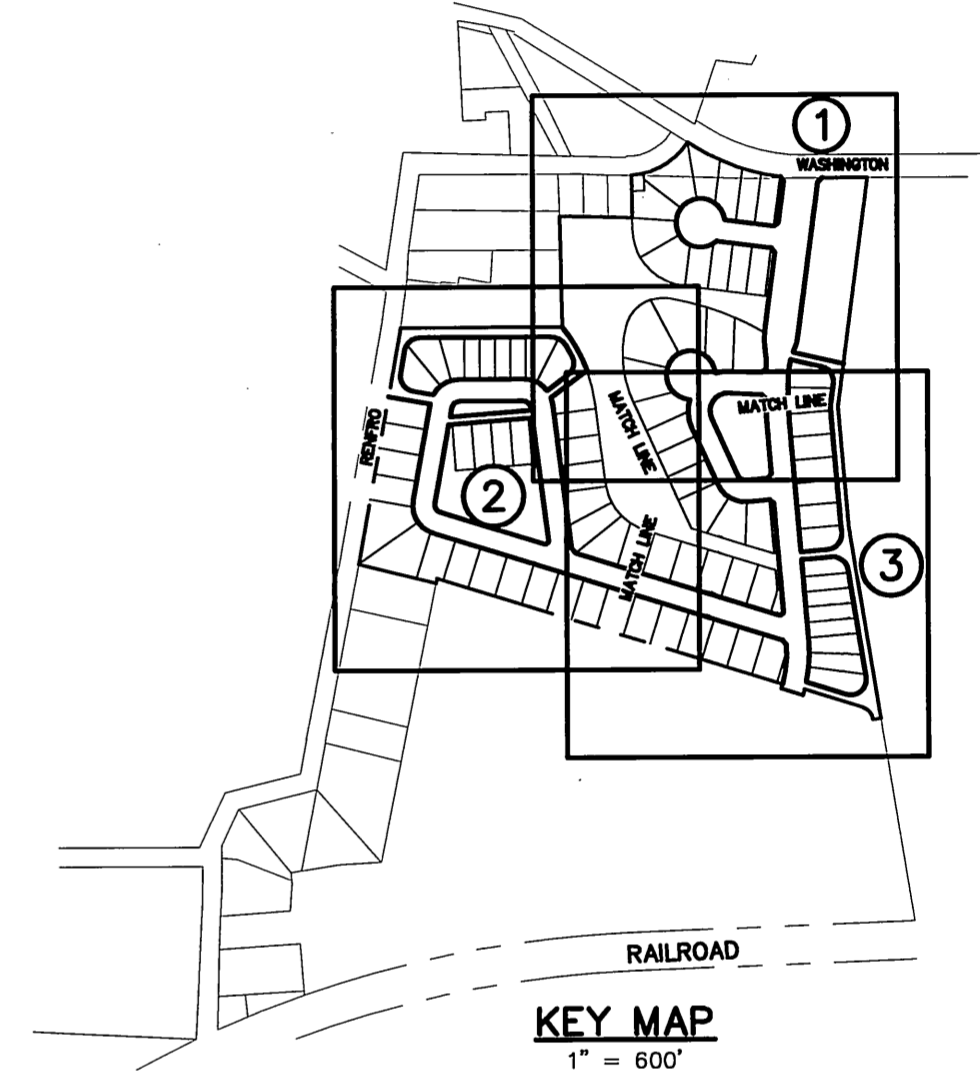 1
WASHINGTON
MATCH LINE
MATCH LINE
RENFRO
2
MATCH LINE
3
RAILROAD
KEY MAP
1" = 600'